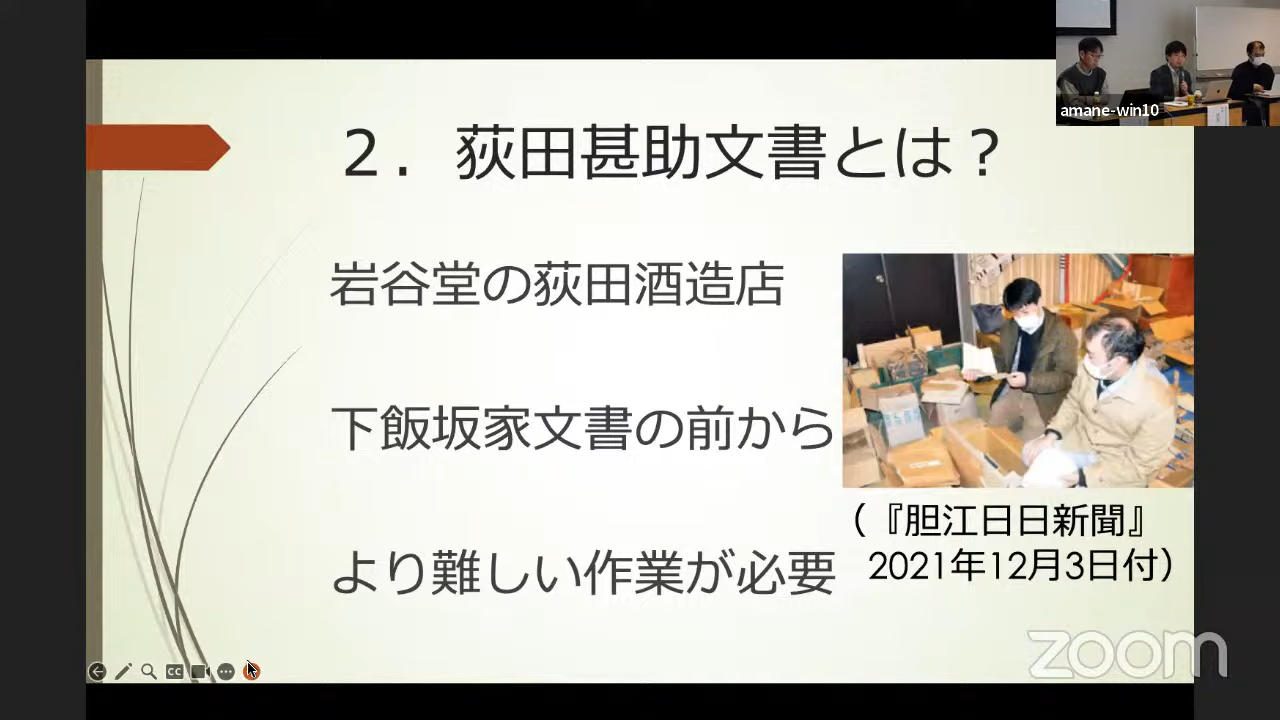 amane-win10
２．荻田甚助文書とは？
岩谷堂の荻田酒造店
下飯坂家文書の前から
より難しい作業が必要
（『胆江日日新聞』
2021年12月3日付）
zoom
CC